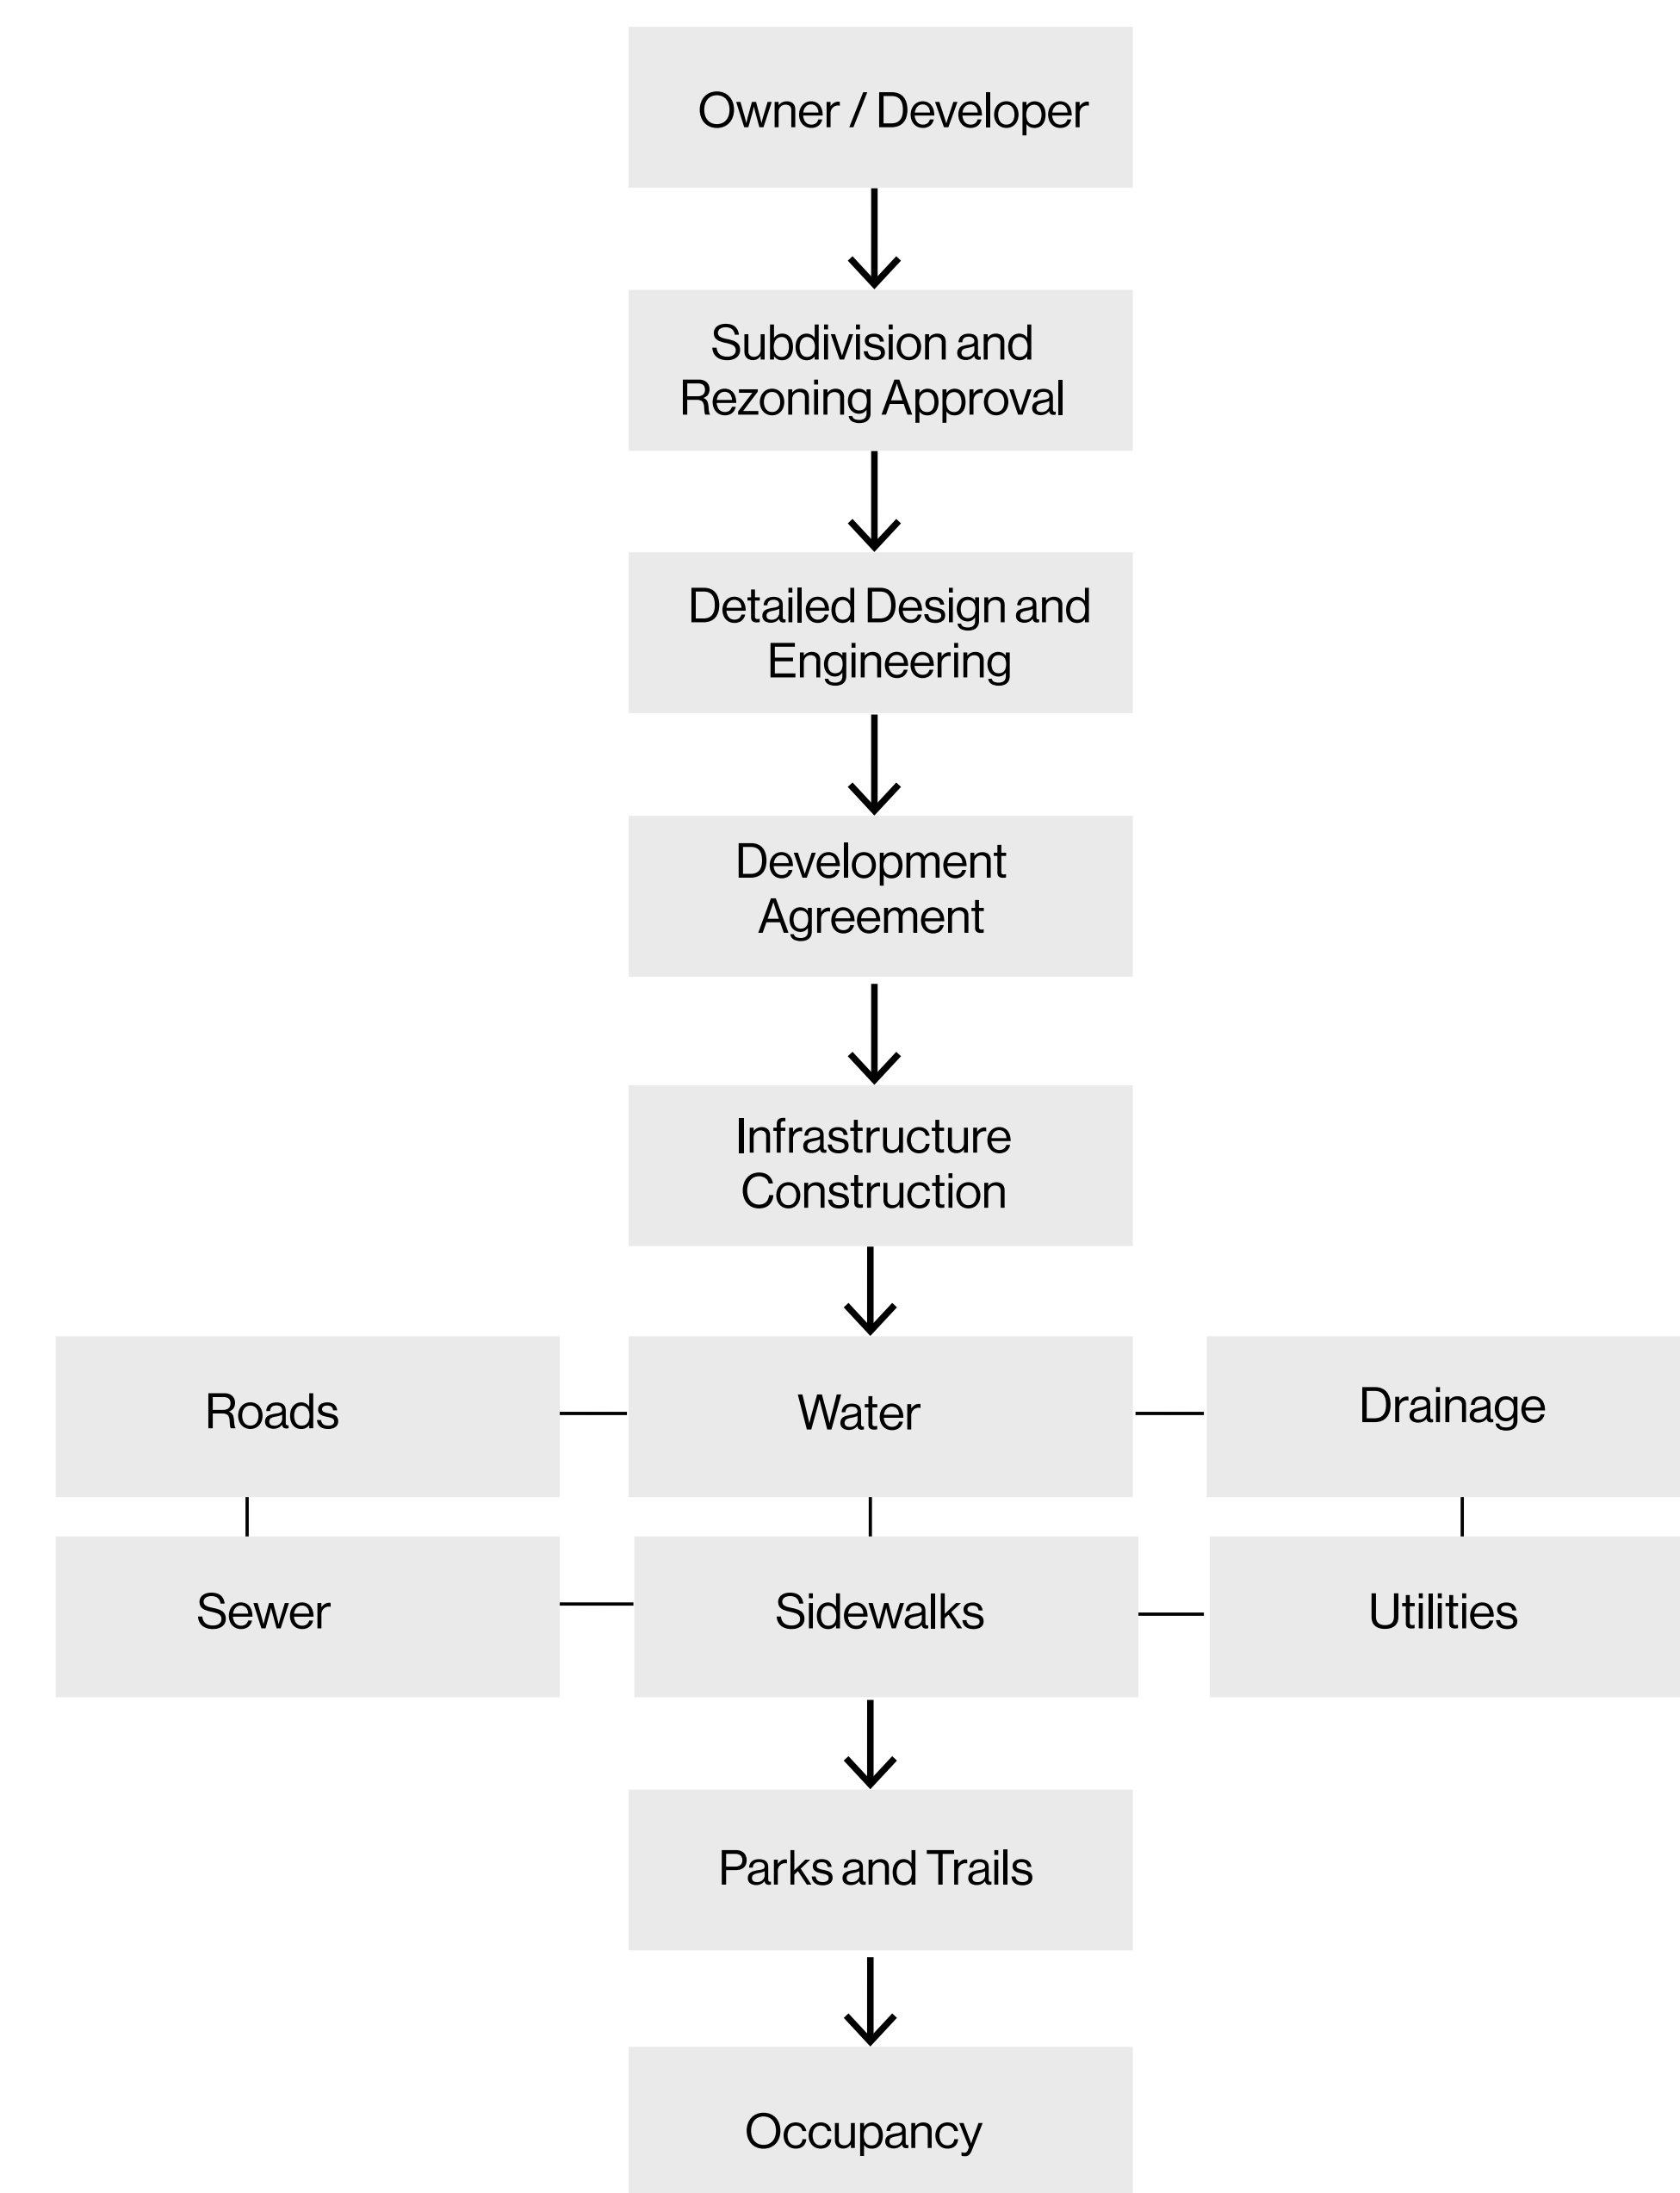 Owner / Developer
Subdivision and
Rezoning Approval
Detailed Design and
Engineering
Development
Agreement
Infrastructure
Construction
Roads
Water
Drainage
Sewer
Sidewalks
Utilities
Parks and Trails
Occupancy